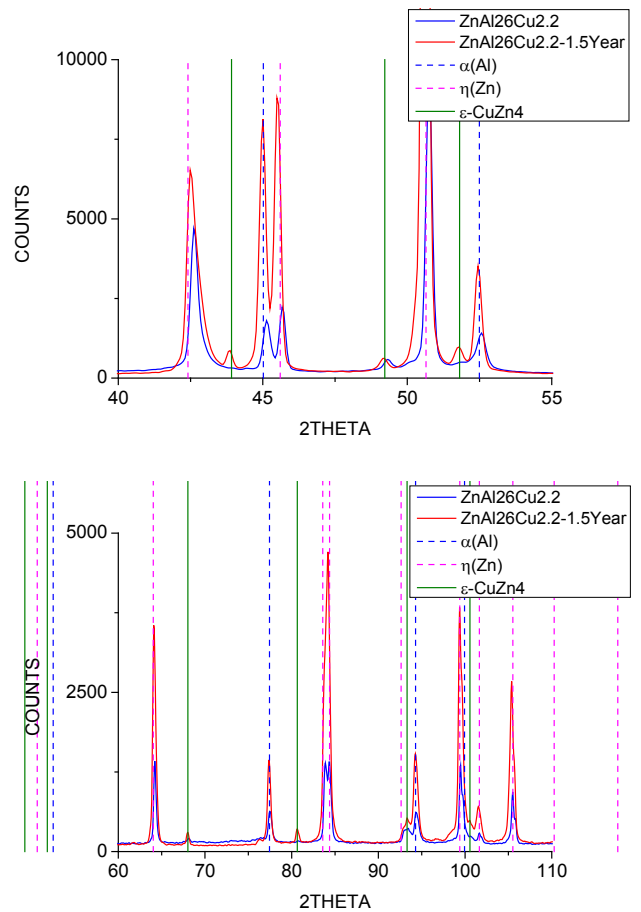 ZnAl26Cu2.2
ZnAl26Cu2.2-1.5Year
α(Al)
η(Zn)
ε-CuZn4
10000
5000
0
COUNTS
40
45
50
55
2THETA
ZnAl26Cu2.2
ZnAl26Cu2.2-1.5Year
α(Al)
η(Zn)
ε-CuZn4
5000
2500
0
COUNTS
60
70
80
90
100
110
2THETA